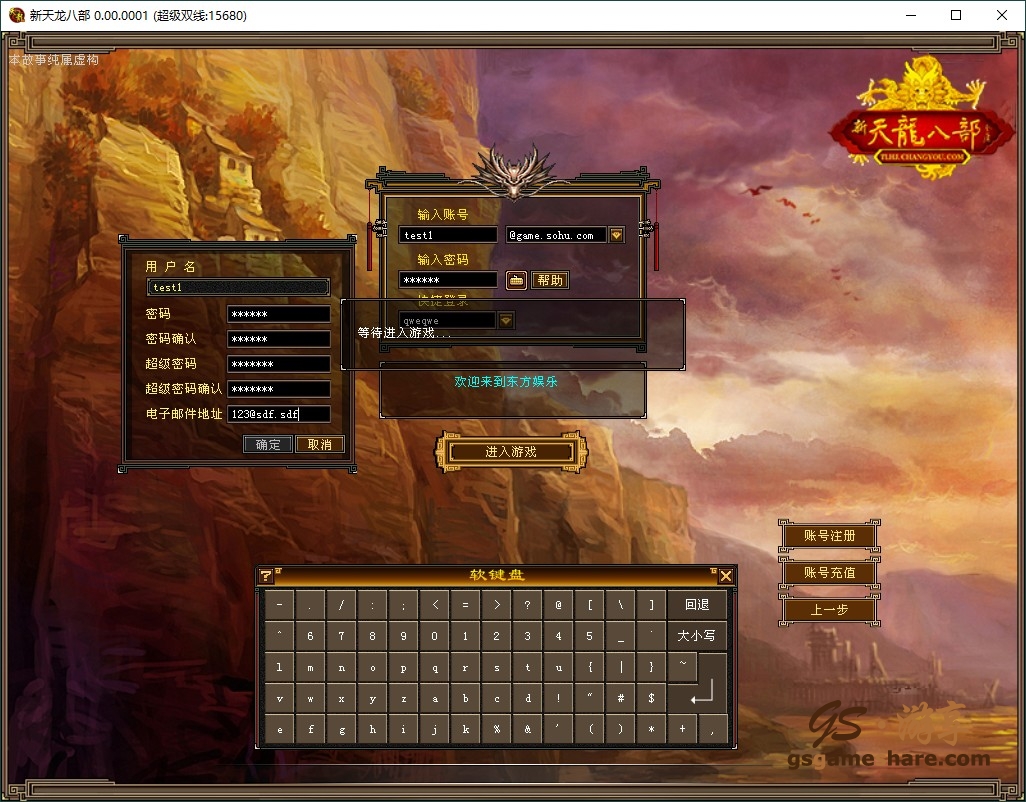 新天龙八部 0.00.0001 (超级双线:15680)
本故事纯属虚构
新天龍八部
TLHJ.CHANGYOU.COM
输入账号
test1 @game.sohu.com
输入密码
****** 帮助
快捷登录
qweqwe
等待进入游戏...
欢迎来到东方娱乐
进入游戏
用 户 名
test1
密码 ******
密码确认 ******
超级密码 *******
超级密码确认 *******
电子邮件地址 123@sdf.sdf
确定 取消
账号注册
账号充值
上一步
? 软键盘 X
- . / : ; < = > ? @ [ \ ] 回退
^ 6 7 8 9 0 1 2 3 4 5 _ ` 大小写
l m n o p q r s t u { | } ~
v w x y z a b c d ! " # $
e f g h i j k % & ' ( ) * + ,
GS 游享
gs ame hare.com